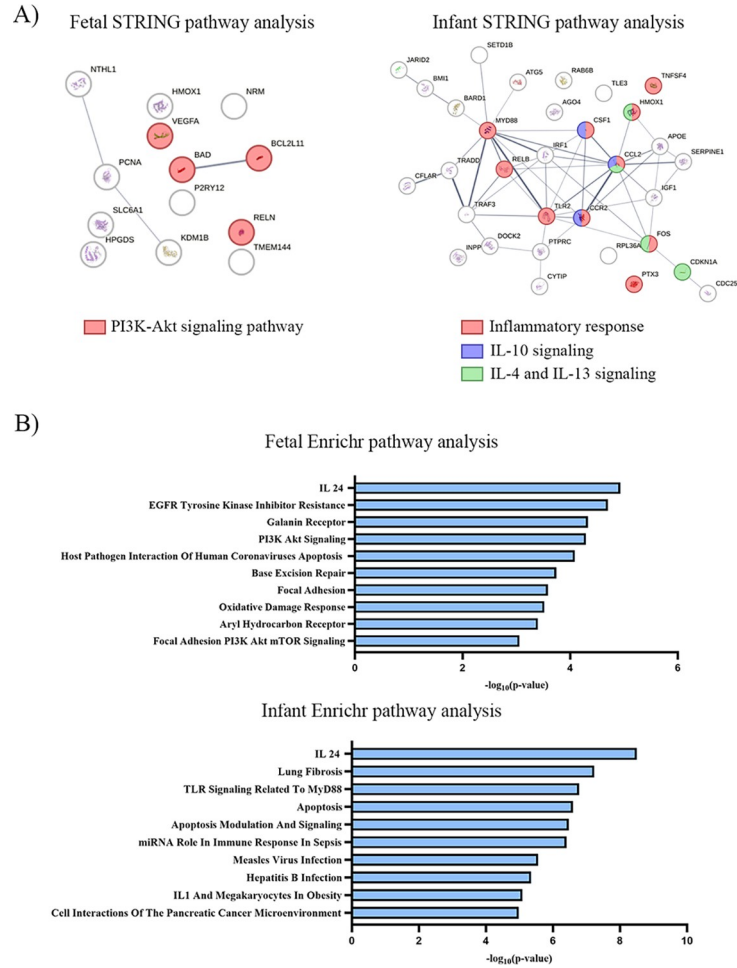 A)
Fetal STRING pathway analysis
Infant STRING pathway analysis
NTHL1
HMOX1
NRM
VEGFA
BAD
BCL2L11
PCNA
P2RY12
SLC6A1
RELN
HPGDS
KDM1B
TMEM144
SETD1B
JARID2
BMI1
ATG5
RAB6B
TLE3
TNFSF4
BARD1
AGO4
HMOX1
MYD88
CSF1
IRF1
APOE
CCL2
SERPINE1
TRADD
RELB
CFLAR
IGF1
TRAF3
TLR2
CCR2
FOS
INPP
DOCK2
PTPRC
RPL36A
CDKN1A
CYTIP
PTX3
CDC25
PI3K-Akt signaling pathway
Inflammatory response
IL-10 signaling
IL-4 and IL-13 signaling
B)
Fetal Enrichr pathway analysis
IL 24
EGFR Tyrosine Kinase Inhibitor Resistance
Galanin Receptor
PI3K Akt Signaling
Host Pathogen Interaction Of Human Coronaviruses Apoptosis
Base Excision Repair
Focal Adhesion
Oxidative Damage Response
Aryl Hydrocarbon Receptor
Focal Adhesion PI3K Akt mTOR Signaling
0 2 4 6
-log10(p-value)
Infant Enrichr pathway analysis
IL 24
Lung Fibrosis
TLR Signaling Related To MyD88
Apoptosis
Apoptosis Modulation And Signaling
miRNA Role In Immune Response In Sepsis
Measles Virus Infection
Hepatitis B Infection
IL1 And Megakaryocytes In Obesity
Cell Interactions Of The Pancreatic Cancer Microenvironment
0 2 4 6 8 10
-log10(p-value)